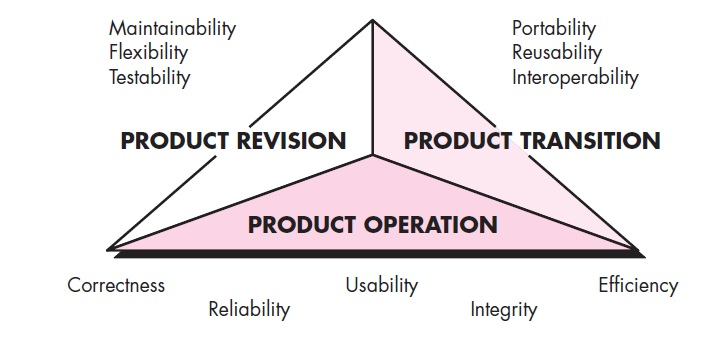 Maintainability
Flexibility
Testability
Portability
Reusability
Interoperability
PRODUCT REVISION
PRODUCT TRANSITION
PRODUCT OPERATION
Correctness
Usability
Efficiency
Reliability
Integrity